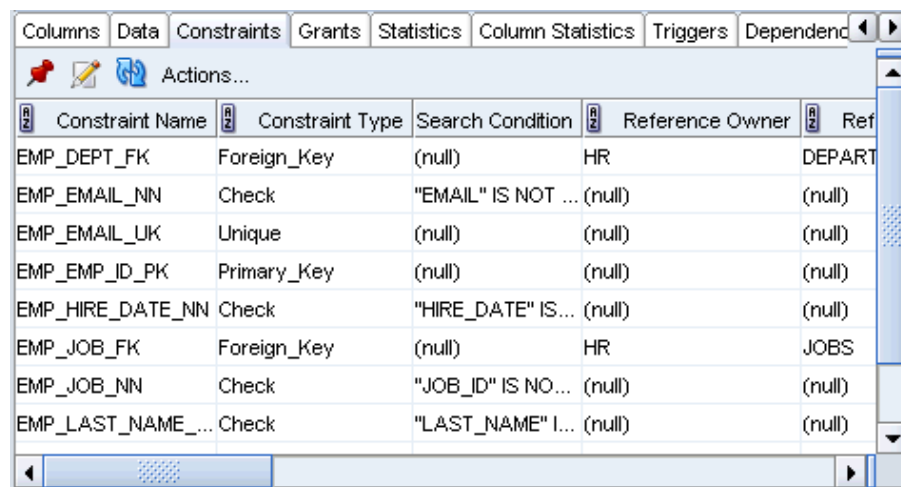 Columns Data Constraints Grants Statistics Column Statistics Triggers Dependenc
Actions...
Constraint Name Constraint Type Search Condition Reference Owner Ref
EMP_DEPT_FK Foreign_Key (null) HR DEPART
EMP_EMAIL_NN Check "EMAIL" IS NOT ... (null) (null)
EMP_EMAIL_UK Unique (null) (null) (null)
EMP_EMP_ID_PK Primary_Key (null) (null) (null)
EMP_HIRE_DATE_NN Check "HIRE_DATE" IS... (null) (null)
EMP_JOB_FK Foreign_Key (null) HR JOBS
EMP_JOB_NN Check "JOB_ID" IS NO... (null) (null)
EMP_LAST_NAME_... Check "LAST_NAME" I... (null) (null)